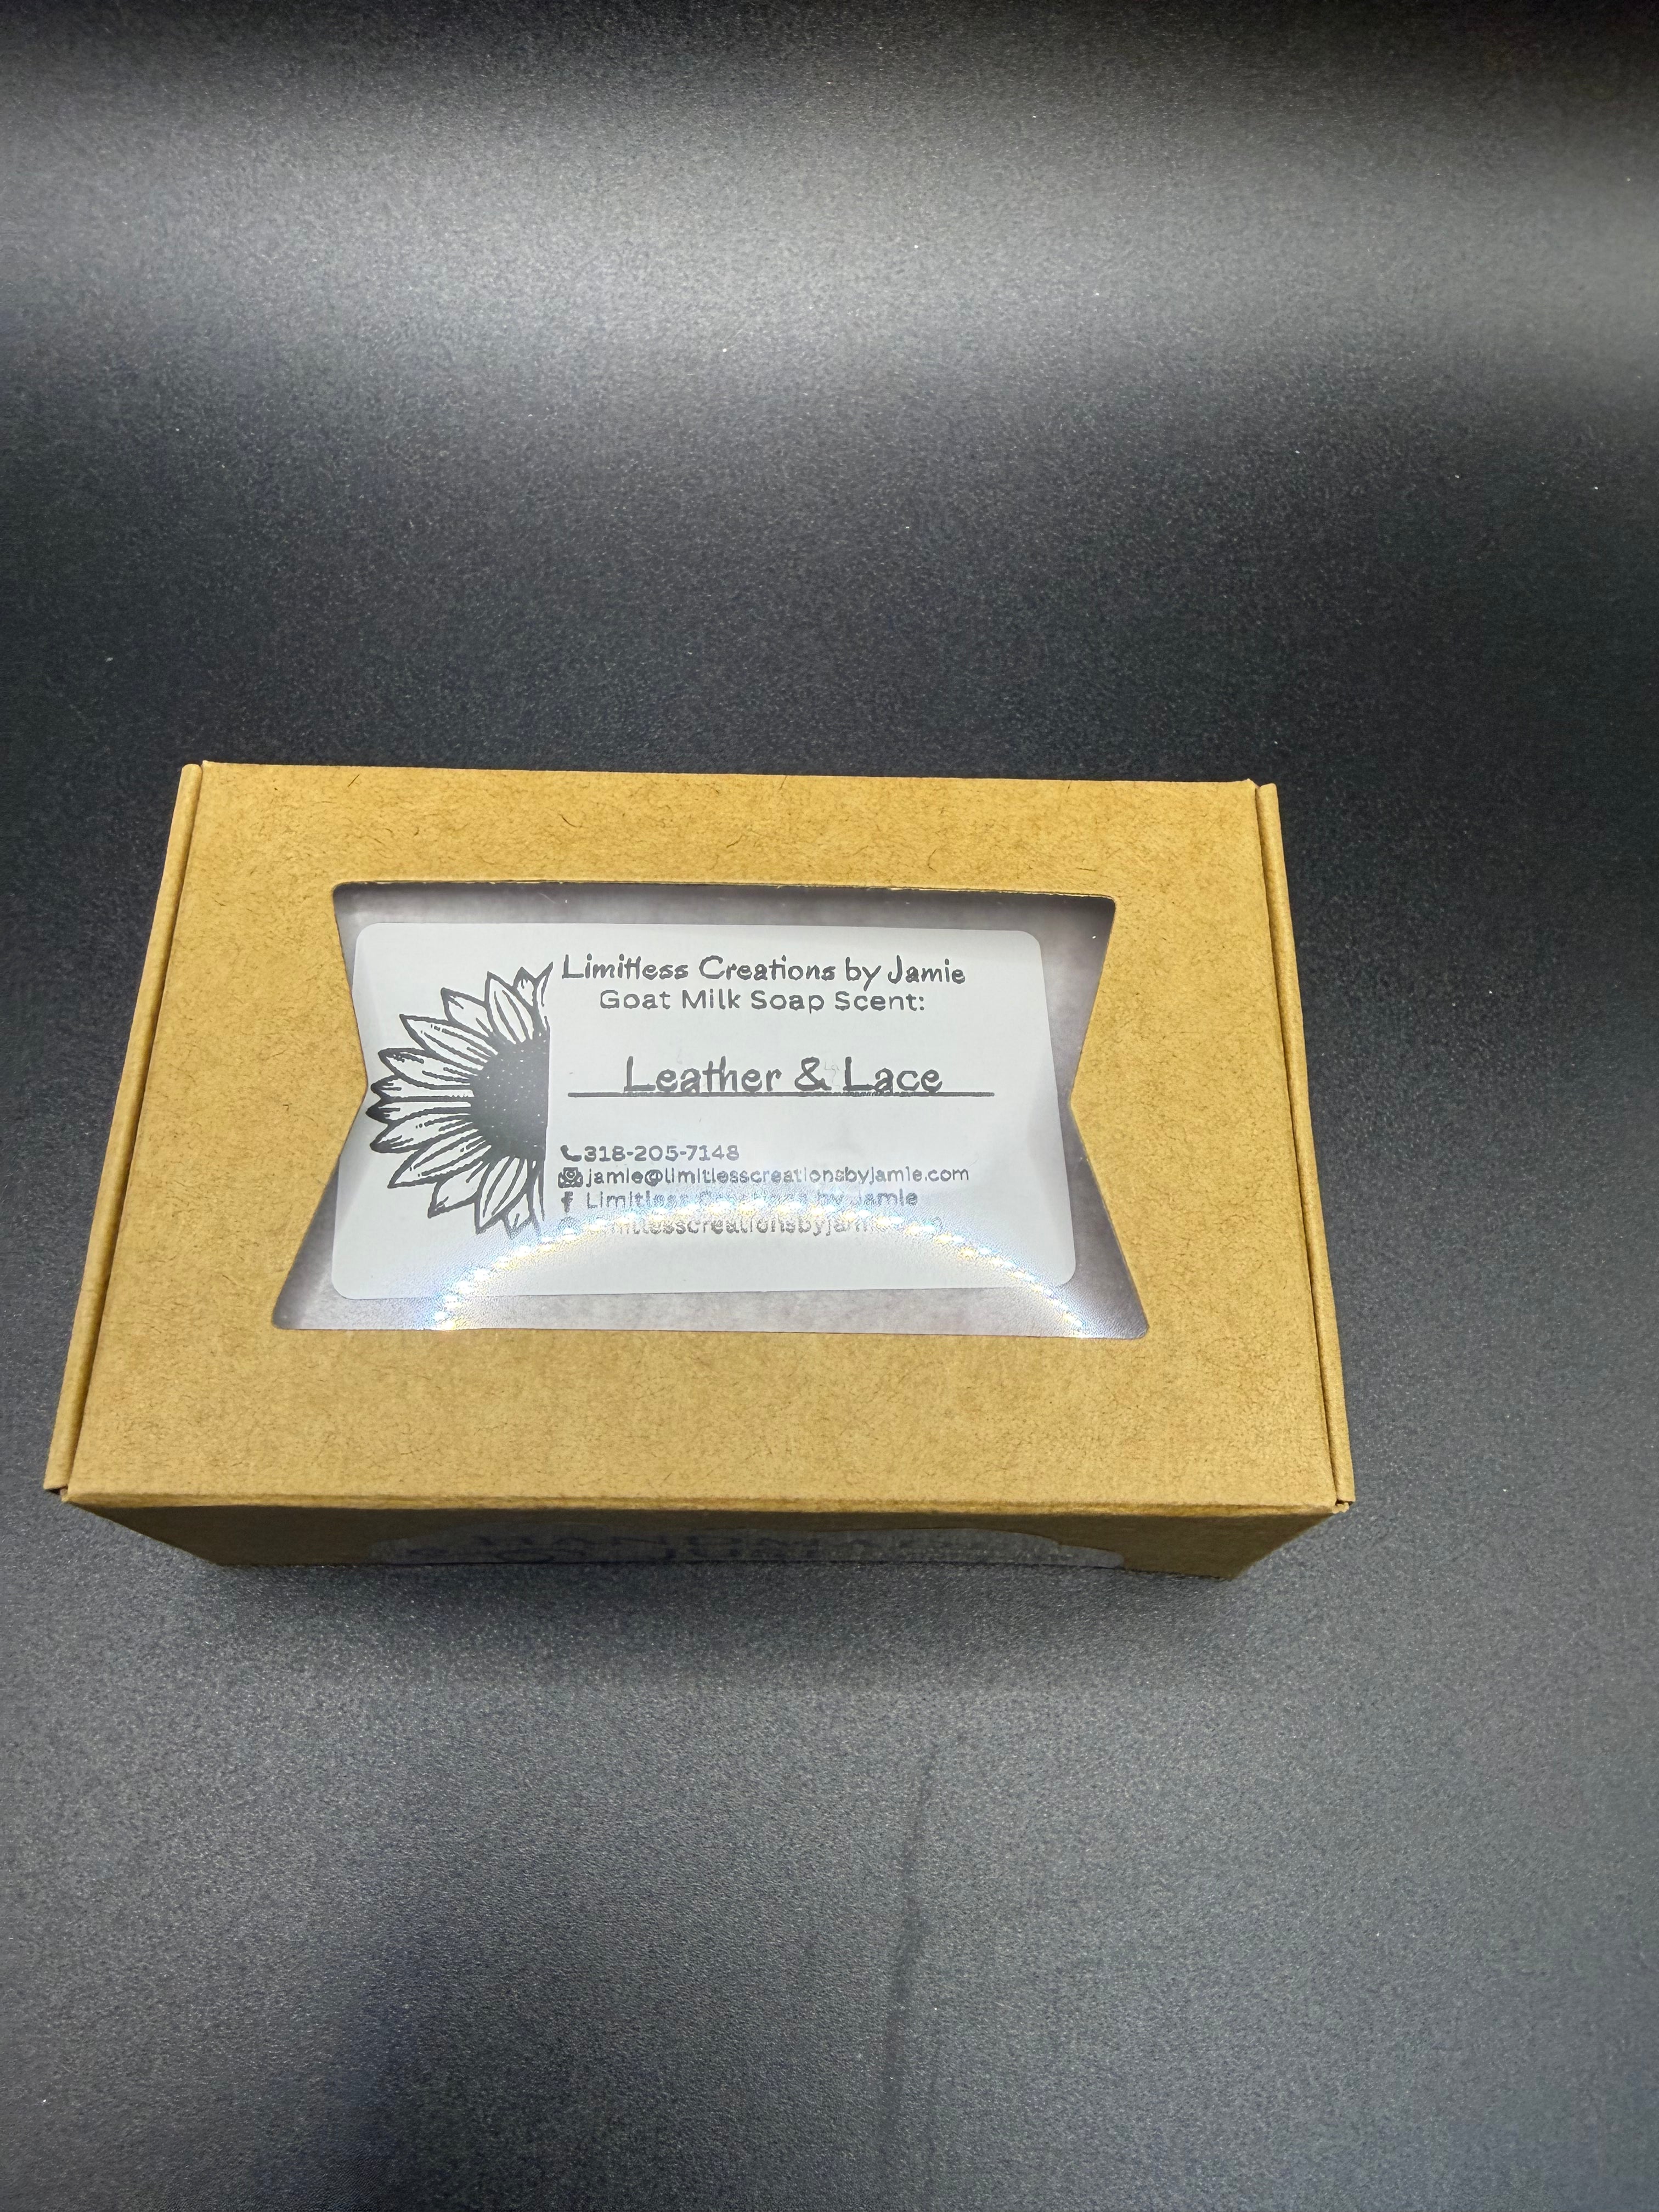 Limitless Creations by Jamie
Goat Milk Soap Scent:
Leather & Lace
318-205-7148
jamie@limitlesscreationsbyjamie.com
Limitless Creations by Jamie